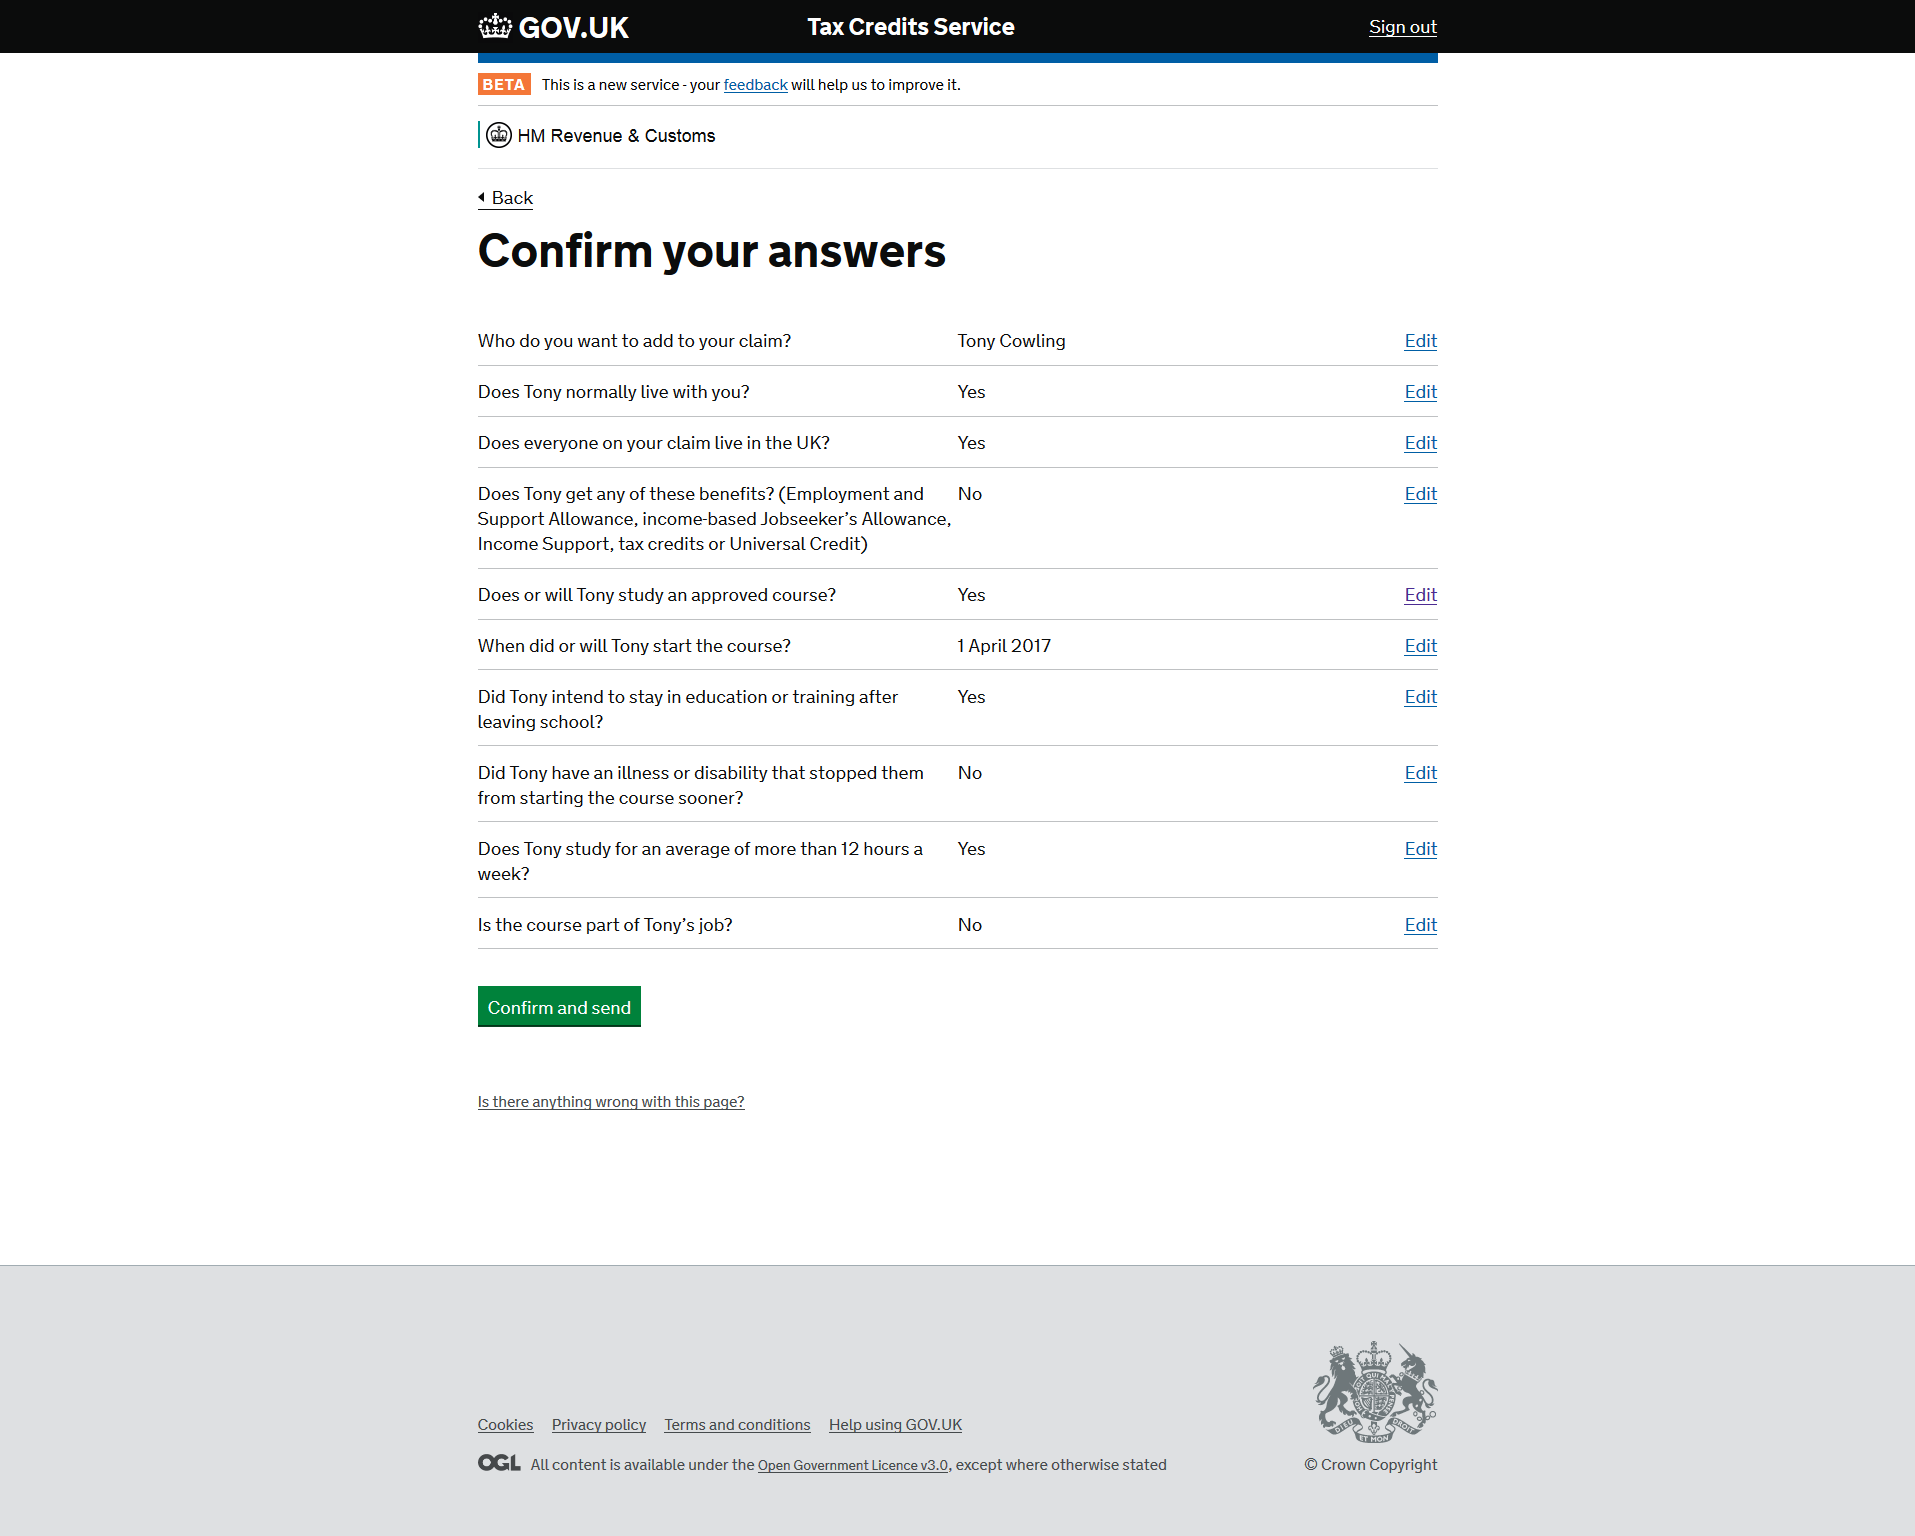 GOV.UK Tax Credits Service Sign out
BETA This is a new service - your feedback will help us to improve it.
HM Revenue & Customs
Back
Confirm your answers
Who do you want to add to your claim? Tony Cowling Edit
Does Tony normally live with you? Yes Edit
Does everyone on your claim live in the UK? Yes Edit
Does Tony get any of these benefits? (Employment and No Edit
Support Allowance, income-based Jobseeker’s Allowance,
Income Support, tax credits or Universal Credit)
Does or will Tony study an approved course? Yes Edit
When did or will Tony start the course? 1 April 2017 Edit
Did Tony intend to stay in education or training after Yes Edit
leaving school?
Did Tony have an illness or disability that stopped them No Edit
from starting the course sooner?
Does Tony study for an average of more than 12 hours a Yes Edit
week?
Is the course part of Tony’s job? No Edit
Confirm and send
Is there anything wrong with this page?
Cookies Privacy policy Terms and conditions Help using GOV.UK
DIEU ET MON DROIT
OGL All content is available under the Open Government Licence v3.0, except where otherwise stated © Crown Copyright